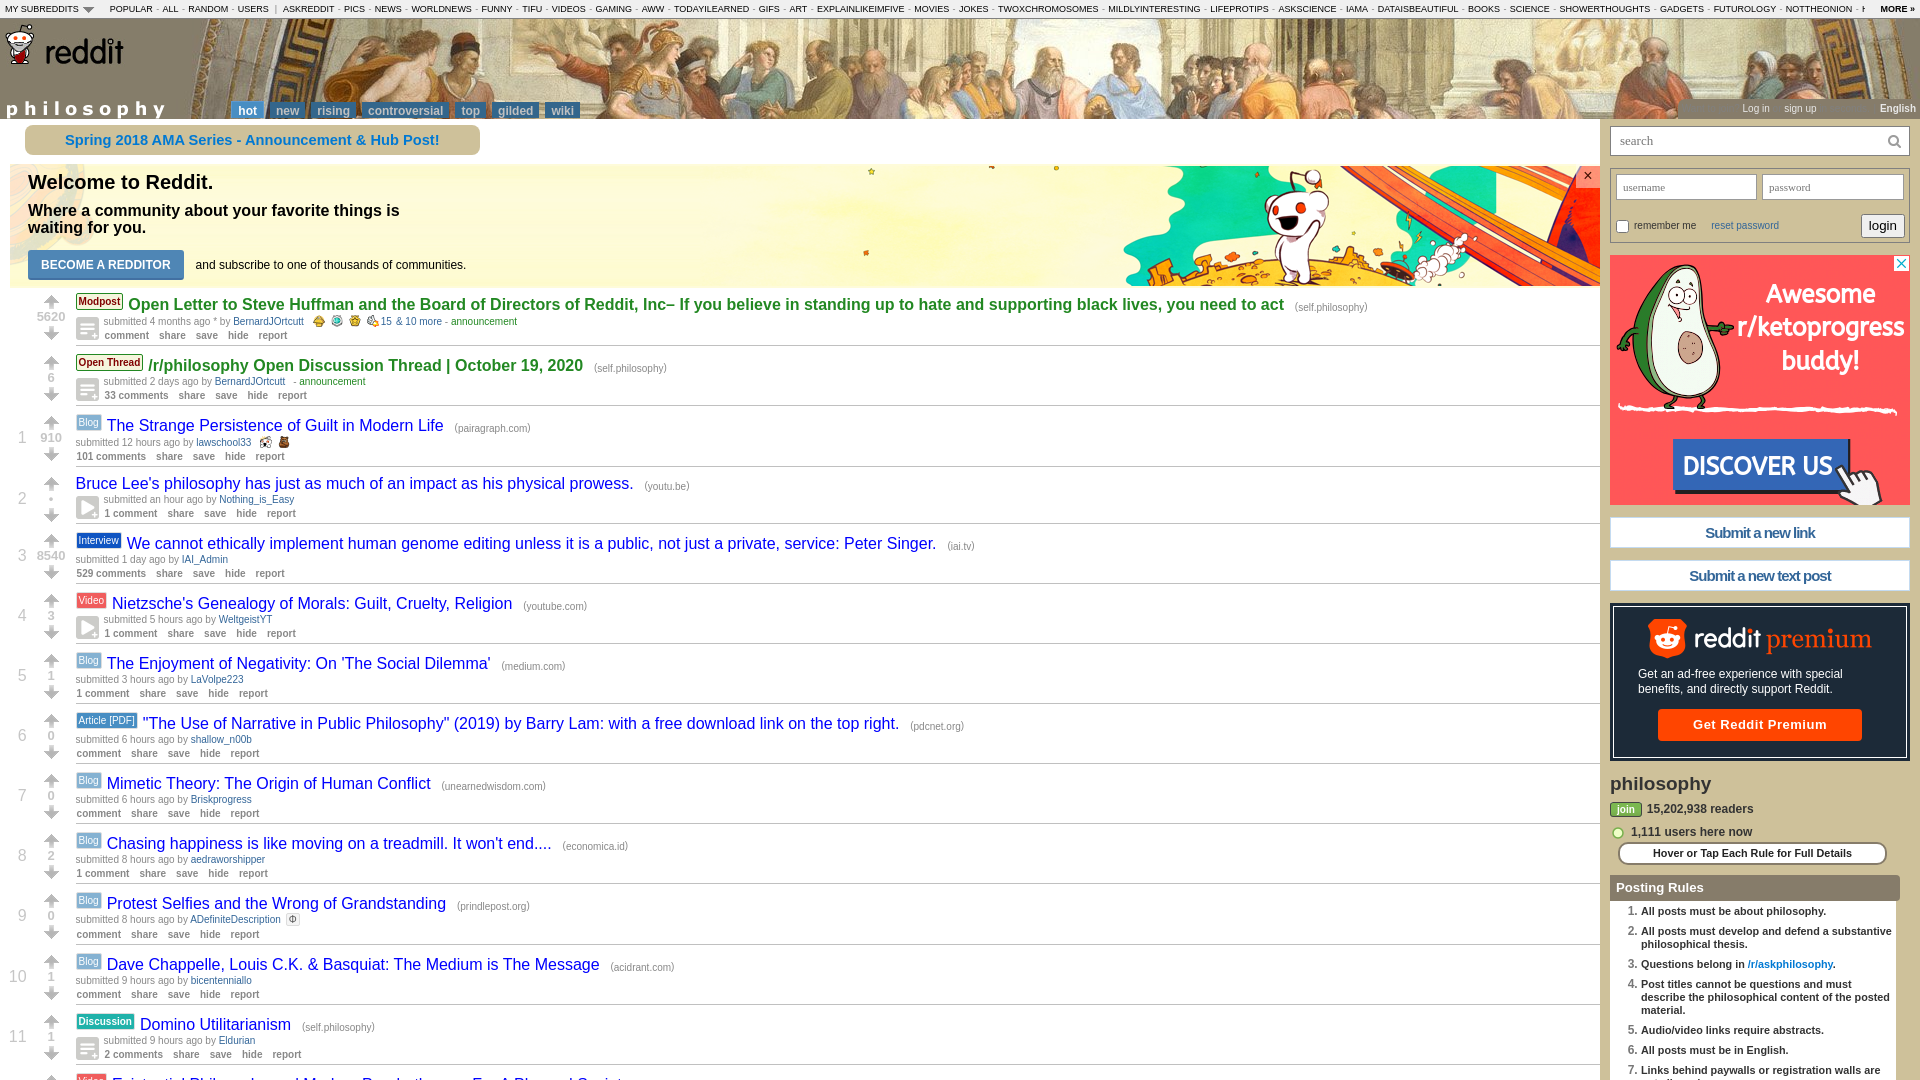 MY SUBREDDITS POPULAR - ALL - RANDOM - USERS | ASKREDDIT - PICS - NEWS - WORLDNEWS - FUNNY - TIFU - VIDEOS - GAMING - AWW - TODAYILEARNED - GIFS - ART - EXPLAINLIKEIMFIVE - MOVIES - JOKES - TWOXCHROMOSOMES - MILDLYINTERESTING - LIFEPROTIPS - ASKSCIENCE - IAMA - DATAISBEAUTIFUL - BOOKS - SCIENCE - SHOWERTHOUGHTS - GADGETS - FUTUROLOGY - NOTTHEONION - MORE »
reddit
philosophy hot new rising controversial top gilded wiki
Log in sign up English
Spring 2018 AMA Series - Announcement & Hub Post!
Welcome to Reddit.
Where a community about your favorite things is
waiting for you.
BECOME A REDDITOR and subscribe to one of thousands of communities.
×
5620
Modpost Open Letter to Steve Huffman and the Board of Directors of Reddit, Inc– If you believe in standing up to hate and supporting black lives, you need to act (self.philosophy)
submitted 4 months ago * by BernardJOrtcutt 15 & 10 more - announcement
comment share save hide report
6
Open Thread /r/philosophy Open Discussion Thread | October 19, 2020 (self.philosophy)
submitted 2 days ago by BernardJOrtcutt - announcement
33 comments share save hide report
1
910
Blog The Strange Persistence of Guilt in Modern Life (pairagraph.com)
submitted 12 hours ago by lawschool33
101 comments share save hide report
2
•
Bruce Lee's philosophy has just as much of an impact as his physical prowess. (youtu.be)
submitted an hour ago by Nothing_is_Easy
1 comment share save hide report
3
8540
Interview We cannot ethically implement human genome editing unless it is a public, not just a private, service: Peter Singer. (iai.tv)
submitted 1 day ago by IAI_Admin
529 comments share save hide report
4
3
Video Nietzsche's Genealogy of Morals: Guilt, Cruelty, Religion (youtube.com)
submitted 5 hours ago by WeltgeistYT
1 comment share save hide report
5
1
Blog The Enjoyment of Negativity: On 'The Social Dilemma' (medium.com)
submitted 3 hours ago by LaVolpe223
1 comment share save hide report
6
0
Article [PDF] "The Use of Narrative in Public Philosophy" (2019) by Barry Lam: with a free download link on the top right. (pdcnet.org)
submitted 6 hours ago by shallow_n00b
comment share save hide report
7
0
Blog Mimetic Theory: The Origin of Human Conflict (unearnedwisdom.com)
submitted 6 hours ago by Briskprogress
comment share save hide report
8
2
Blog Chasing happiness is like moving on a treadmill. It won't end.... (economica.id)
submitted 8 hours ago by aedraworshipper
1 comment share save hide report
9
0
Blog Protest Selfies and the Wrong of Grandstanding (prindlepost.org)
submitted 8 hours ago by ADefiniteDescription Φ
comment share save hide report
10
1
Blog Dave Chappelle, Louis C.K. & Basquiat: The Medium is The Message (acidrant.com)
submitted 9 hours ago by bicentenniallo
comment share save hide report
11
1
Discussion Domino Utilitarianism (self.philosophy)
submitted 9 hours ago by Eldurian
2 comments share save hide report
search
username password
remember me reset password login
Awesome
r/ketoprogress
buddy!
DISCOVER US
Submit a new link
Submit a new text post
reddit premium
Get an ad-free experience with special
benefits, and directly support Reddit.
Get Reddit Premium
philosophy
join 15,202,938 readers
1,111 users here now
Hover or Tap Each Rule for Full Details
Posting Rules
1. All posts must be about philosophy.
2. All posts must develop and defend a substantive
philosophical thesis.
3. Questions belong in /r/askphilosophy.
4. Post titles cannot be questions and must
describe the philosophical content of the posted
material.
5. Audio/video links require abstracts.
6. All posts must be in English.
7. Links behind paywalls or registration walls are